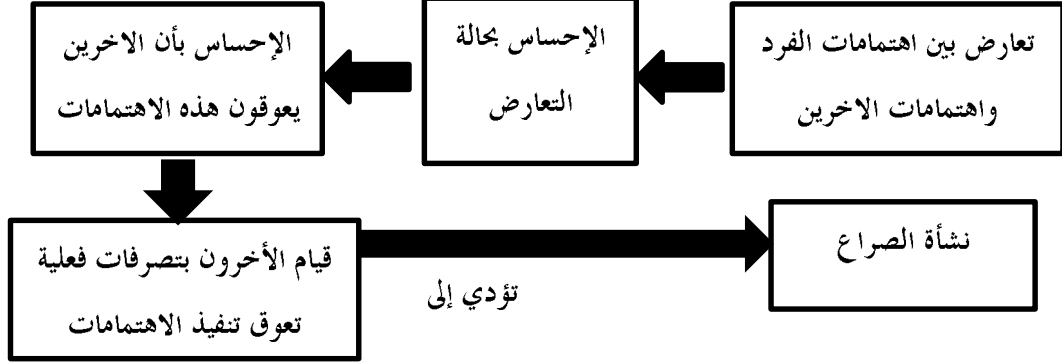 تعارض بين اهتمامات الفرد
واهتمامات الاخرين
الإحساس بحالة
التعارض
الإحساس بأن الاخرين
يعوقون هذه الاهتمامات
قيام الأخرون بتصرفات فعلية
تعوق تنفيذ الاهتمامات
تؤدي إلى
نشأة الصراع